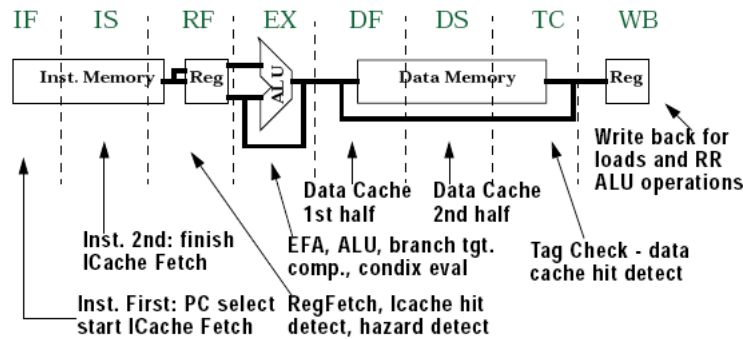 IF IS RF EX DF DS TC WB
Inst. Memory Reg ALU Data Memory Reg
Write back for
loads and RR
ALU operations
Data Cache
1st half
Data Cache
2nd half
Inst. 2nd: finish
ICache Fetch
EFA, ALU, branch tgt.
comp., condix eval
Tag Check - data
cache hit detect
Inst. First: PC select
start ICache Fetch
RegFetch, Icache hit
detect, hazard detect